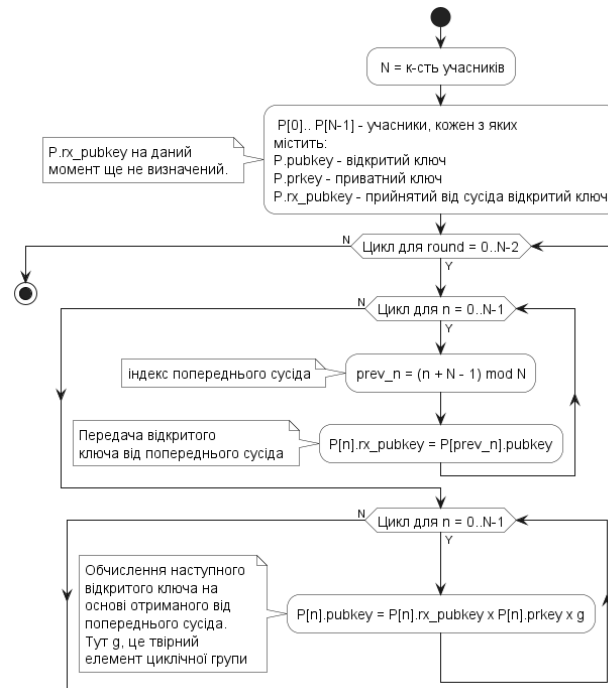 N = к-сть учасників
P[0].. P[N-1] - учасники, кожен з яких
містить:
P.pubkey - відкритий ключ
P.prkey - приватний ключ
P.rx_pubkey - прийнятий від сусіда відкритий ключ
P.rx_pubkey на даний
момент ще не визначений.
N
Цикл для round = 0..N-2
Y
N
Цикл для n = 0..N-1
Y
індекс попереднього сусіда
prev_n = (n + N - 1) mod N
Передача відкритого
ключа від попереднього сусіда
P[n].rx_pubkey = P[prev_n].pubkey
N
Цикл для n = 0..N-1
Y
Обчислення наступного
відкритого ключа на
основі отриманого від
попереднього сусіда.
Тут g, це твірний
елемент циклічної групи
P[n].pubkey = P[n].rx_pubkey x P[n].prkey x g